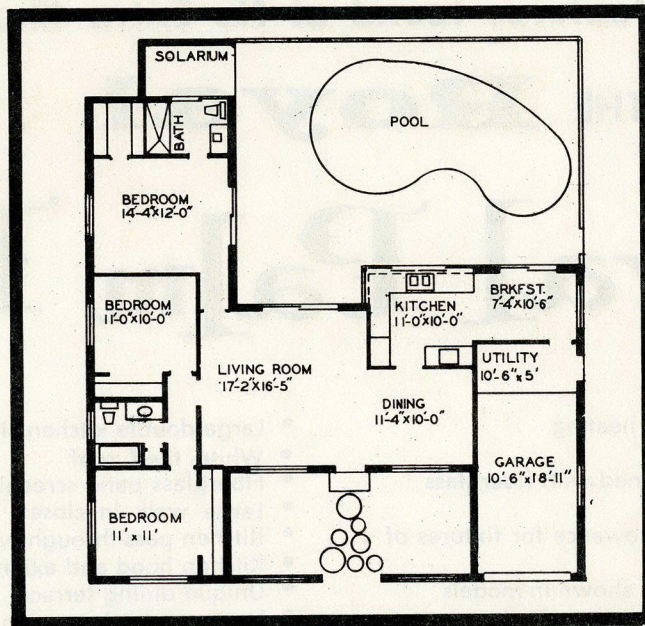 SOLARIUM
BATH
POOL
BEDROOM
14'-4"x12'-0"
BEDROOM
11'-0"x10'-0"
KITCHEN
11'-0"x10'-0"
BRKFST.
7'-4"x10'-6"
UTILITY
10'-6"x5'
LIVING ROOM
17'-2"x16'-5"
DINING
11'-4"x10'-0"
GARAGE
10'-6"x18'-11"
BEDROOM
11' x 11'